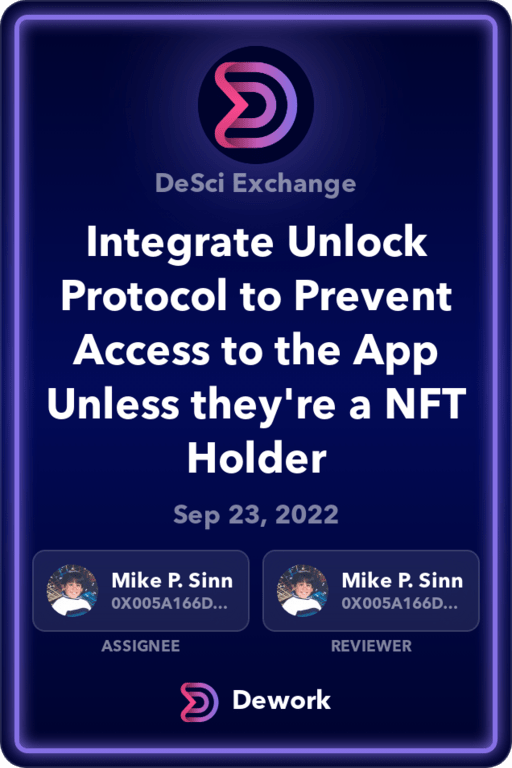 DeSci Exchange
Integrate Unlock
Protocol to Prevent
Access to the App
Unless they're a NFT
Holder
Sep 23, 2022
Mike P. Sinn
0X005A166D...
ASSIGNEE
Mike P. Sinn
0X005A166D...
REVIEWER
Dework